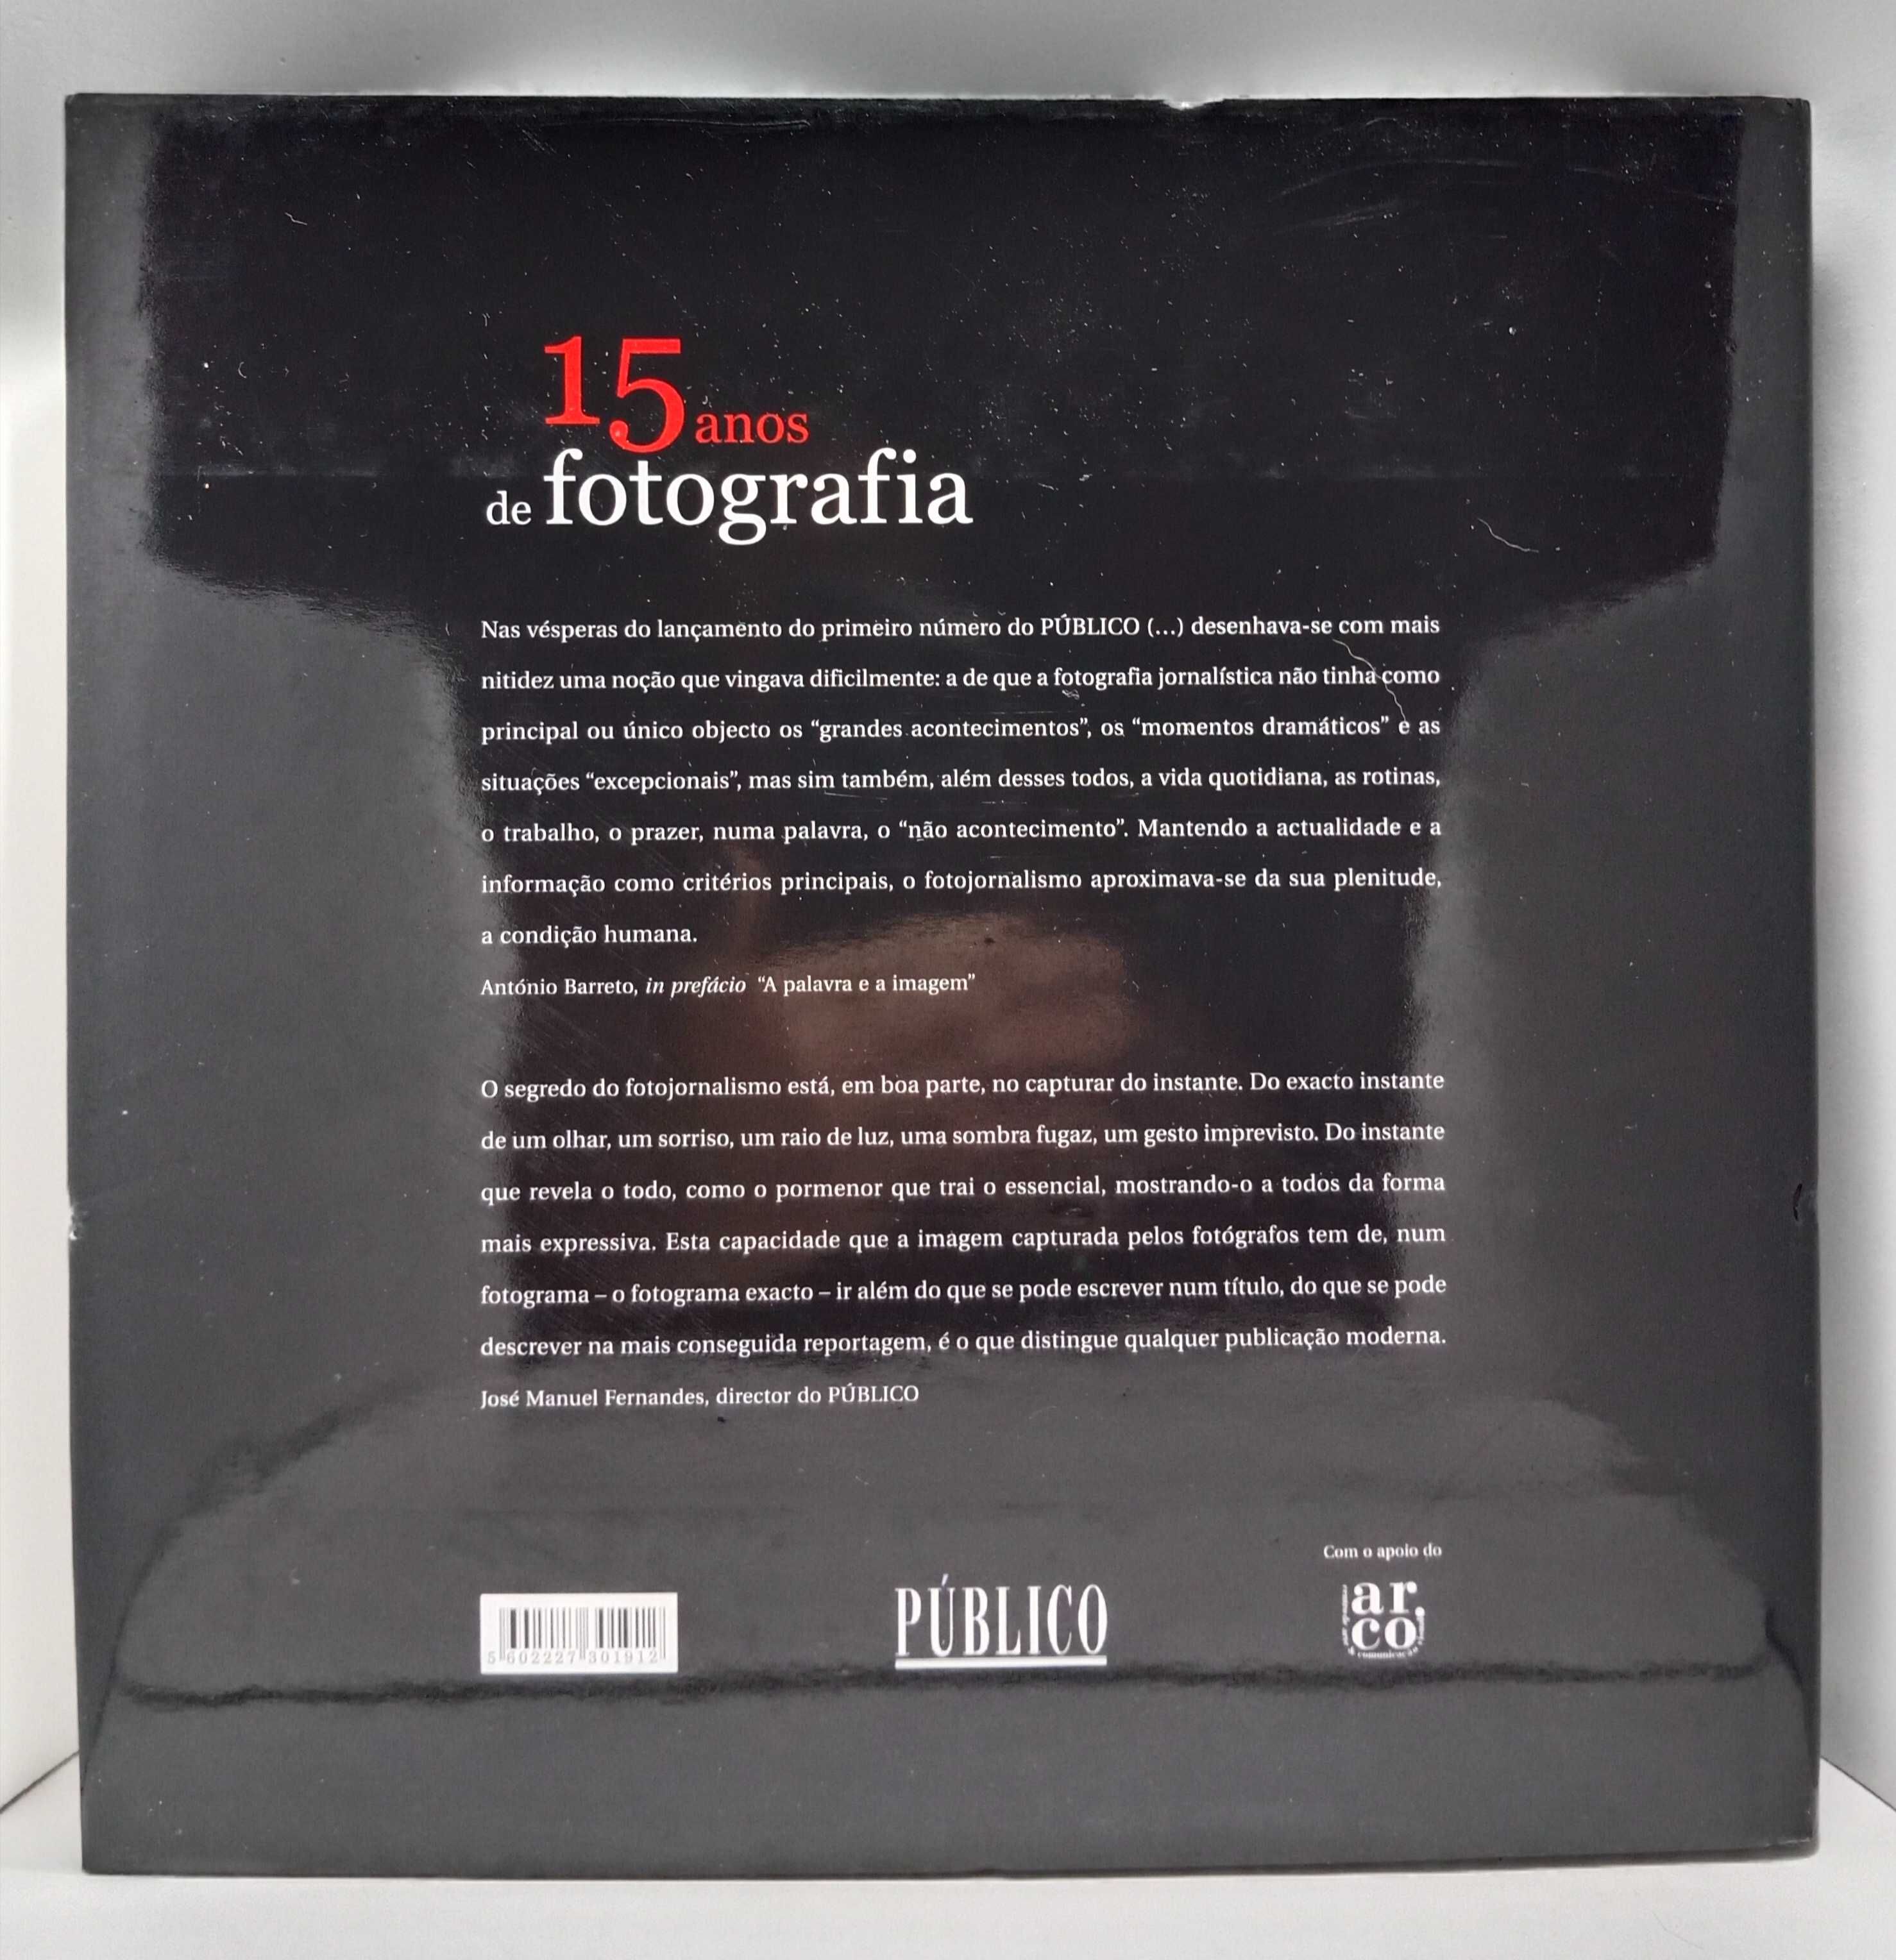 15 anos
de fotografia
Nas vésperas do lançamento do primeiro número do PÚBLICO (...) desenhava-se com mais
nitidez uma noção que vingava dificilmente: a de que a fotografia jornalística não tinha como
principal ou único objecto os “grandes acontecimentos”, os “momentos dramáticos” e as
situações “excepcionais”, mas sim também, além desses todos, a vida quotidiana, as rotinas,
o trabalho, o prazer, numa palavra, o “não acontecimento”. Mantendo a actualidade e a
informação como critérios principais, o fotojornalismo aproximava-se da sua plenitude,
a condição humana.
António Barreto, in prefácio “A palavra e a imagem”
O segredo do fotojornalismo está, em boa parte, no capturar do instante. Do exacto instante
de um olhar, um sorriso, um raio de luz, uma sombra fugaz, um gesto imprevisto. Do instante
que revela o todo, como o pormenor que trai o essencial, mostrando-o a todos da forma
mais expressiva. Esta capacidade que a imagem capturada pelos fotógrafos tem de, num
fotograma – o fotograma exacto – ir além do que se pode escrever num título, do que se pode
descrever na mais conseguida reportagem, é o que distingue qualquer publicação moderna.
José Manuel Fernandes, director do PÚBLICO
Com o apoio do
ar.
co
& comunicação
PÚBLICO
5 602227 301912